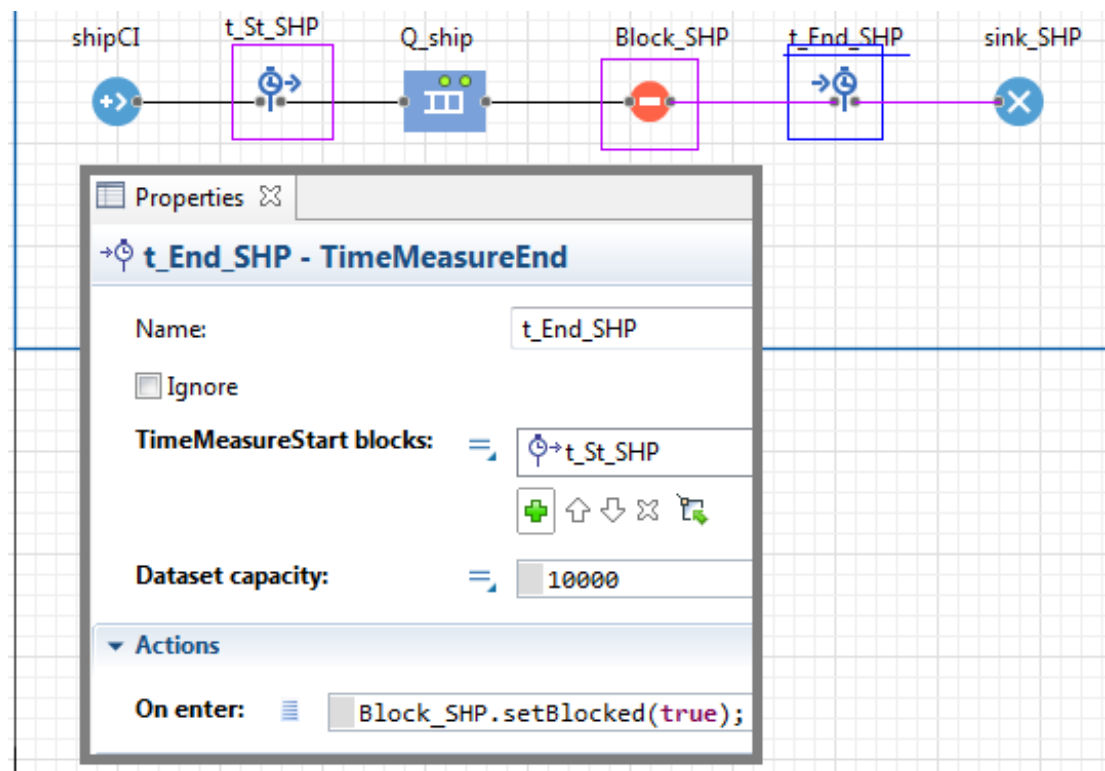 shipCI t_St_SHP Q_ship Block_SHP t_End_SHP sink_SHP
Properties
t_End_SHP - TimeMeasureEnd
Name: t_End_SHP
Ignore
TimeMeasureStart blocks: t_St_SHP
Dataset capacity: 10000
Actions
On enter: Block_SHP.setBlocked(true);